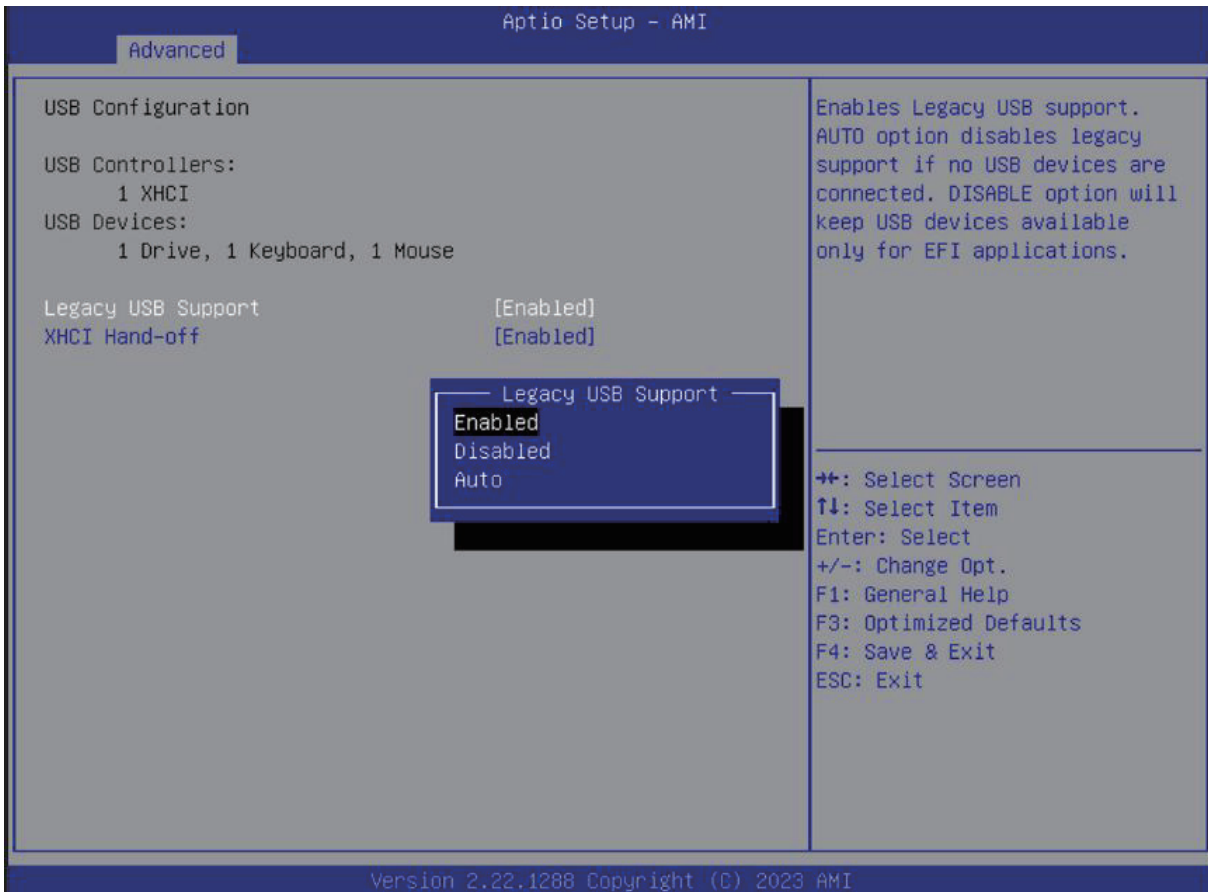 Aptio Setup – AMI
Advanced
USB Configuration
USB Controllers:
1 XHCI
USB Devices:
1 Drive, 1 Keyboard, 1 Mouse
Legacy USB Support [Enabled]
XHCI Hand-off [Enabled]
Legacy USB Support
Enabled
Disabled
Auto
Enables Legacy USB support.
AUTO option disables legacy
support if no USB devices are
connected. DISABLE option will
keep USB devices available
only for EFI applications.
→←: Select Screen
↑↓: Select Item
Enter: Select
+/-: Change Opt.
F1: General Help
F3: Optimized Defaults
F4: Save & Exit
ESC: Exit
Version 2.22.1288 Copyright (C) 2023 AMI